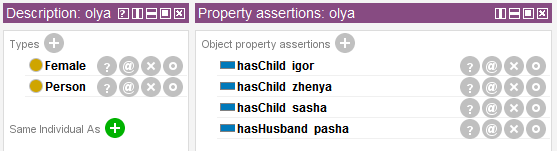 Description: olya
Types
Female
Person
Same Individual As
Property assertions: olya
Object property assertions
hasChild igor
hasChild zhenya
hasChild sasha
hasHusband pasha